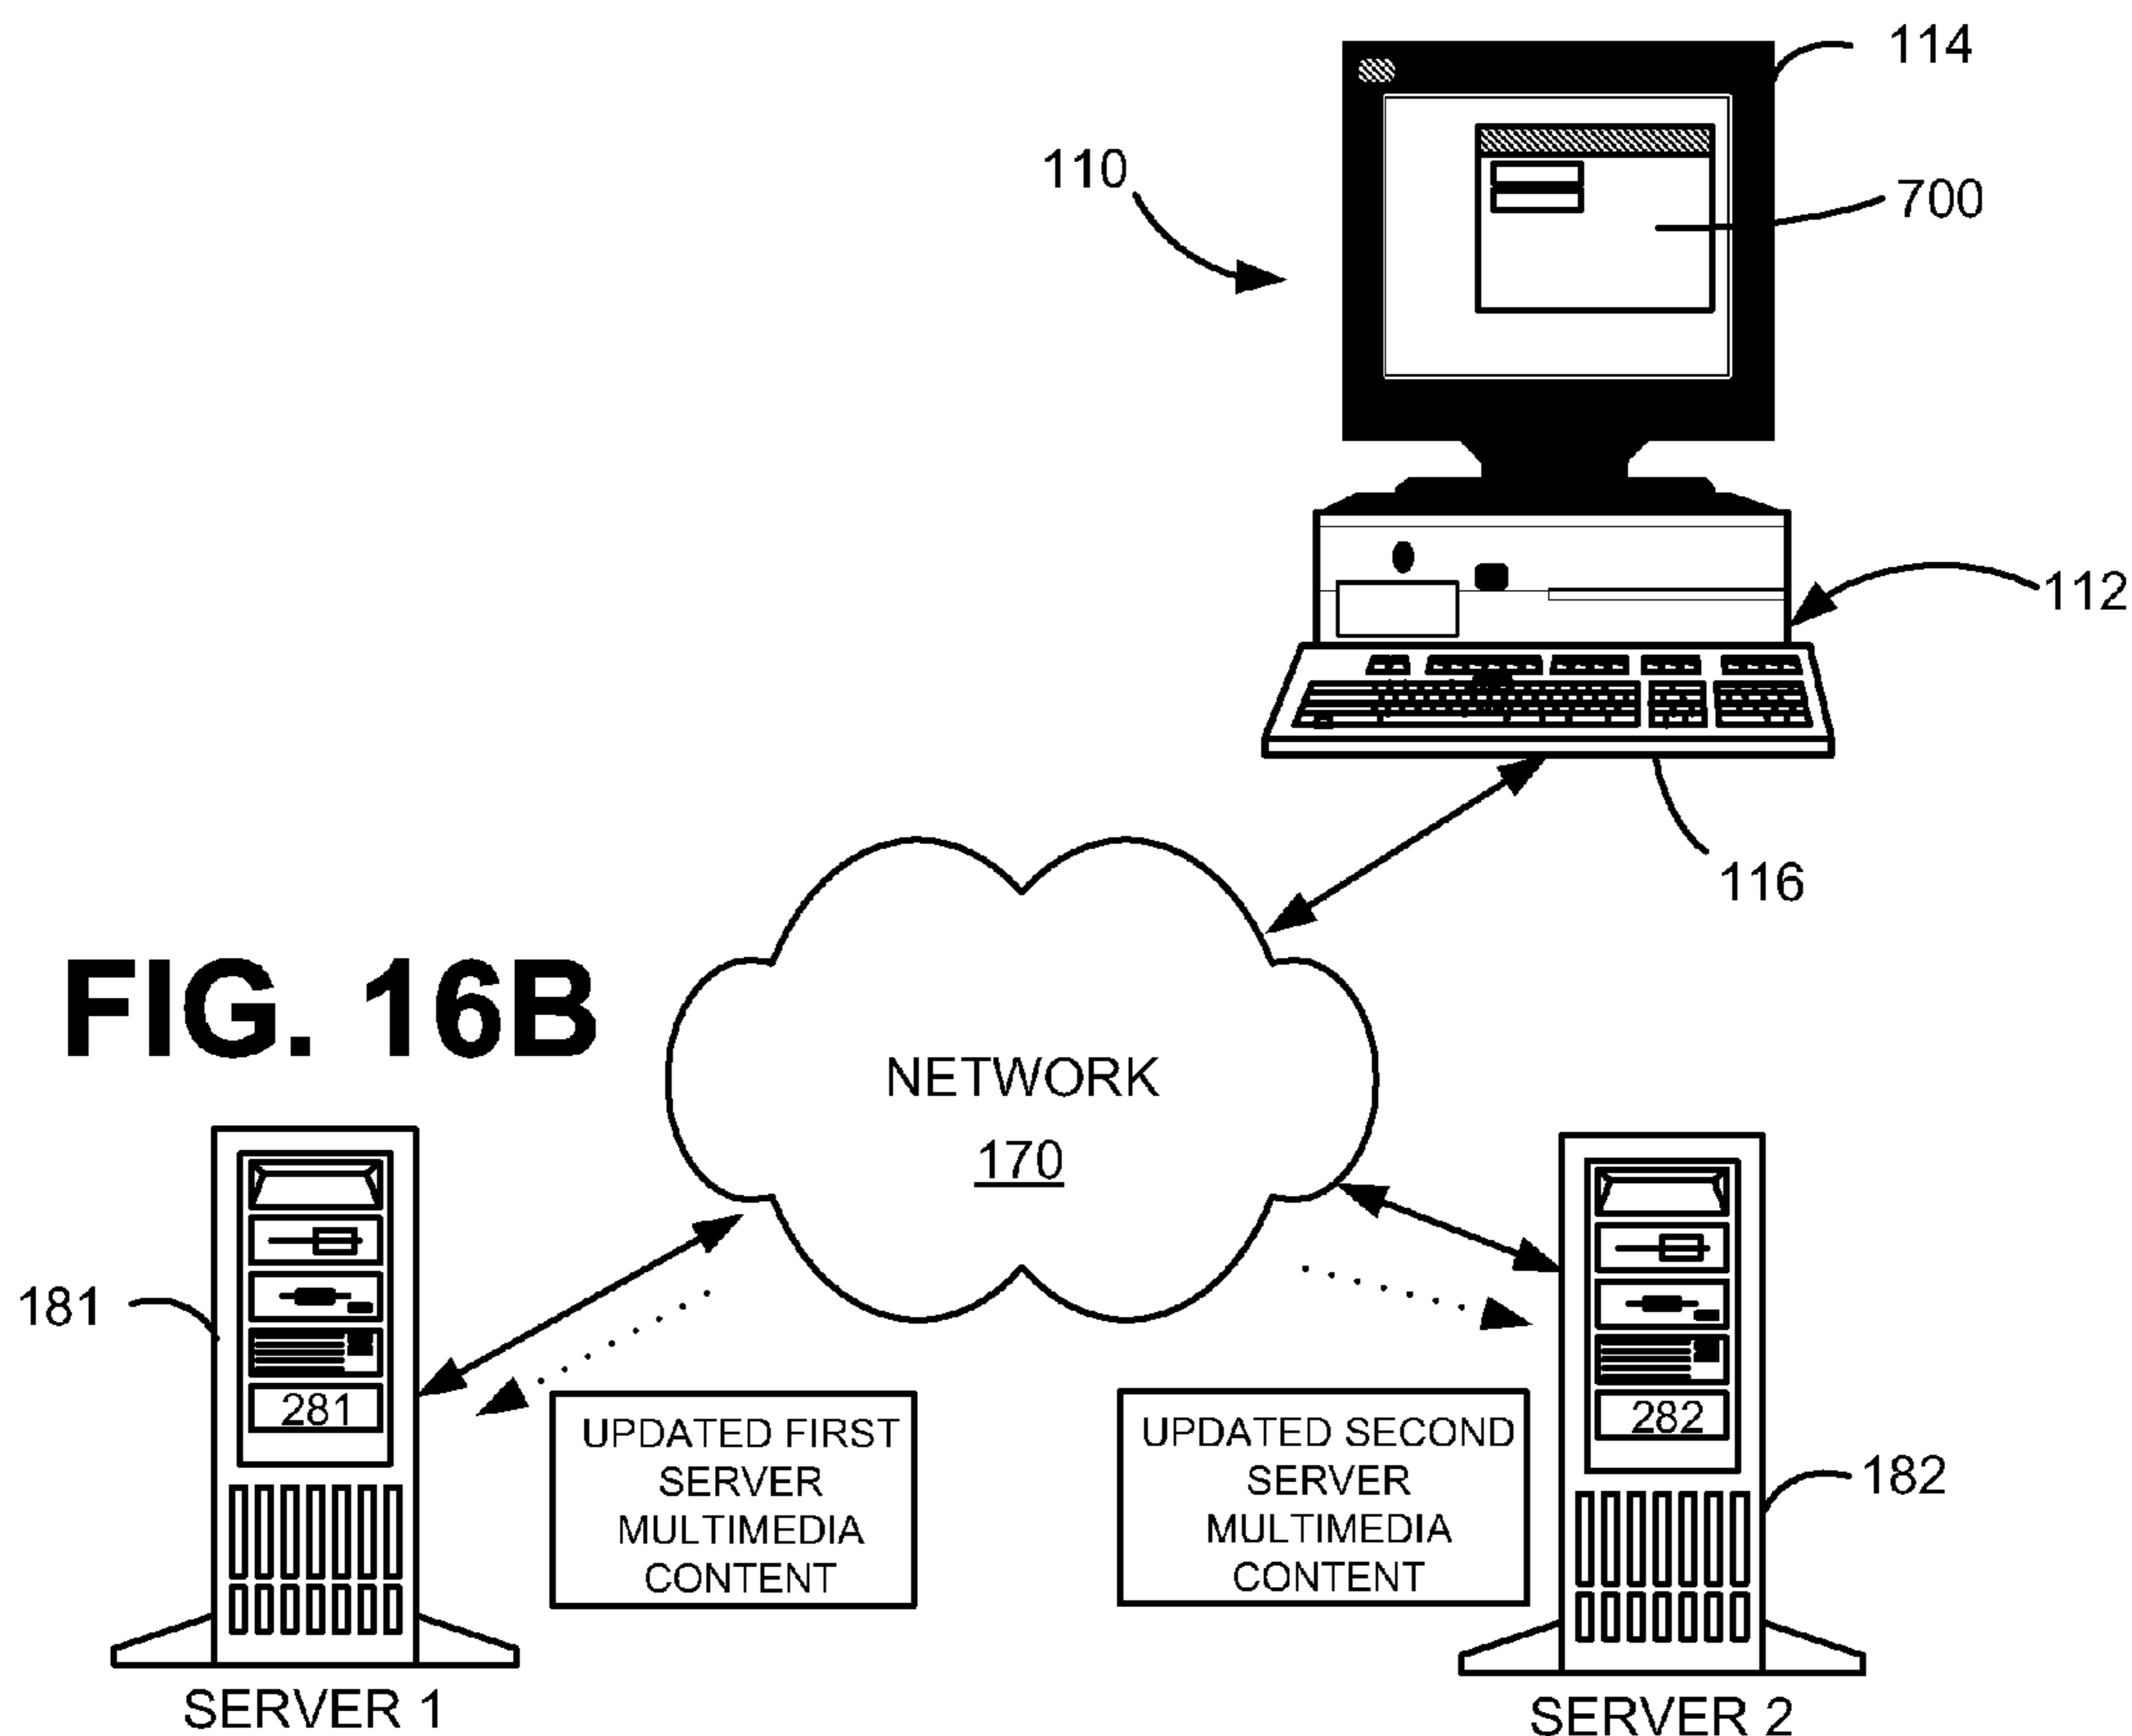 114
110
700
112
116
FIG. 16B
NETWORK
170
181
281
UPDATED FIRST
SERVER
MULTIMEDIA
CONTENT
UPDATED SECOND
SERVER
MULTIMEDIA
CONTENT
282
182
SERVER 1
SERVER 2